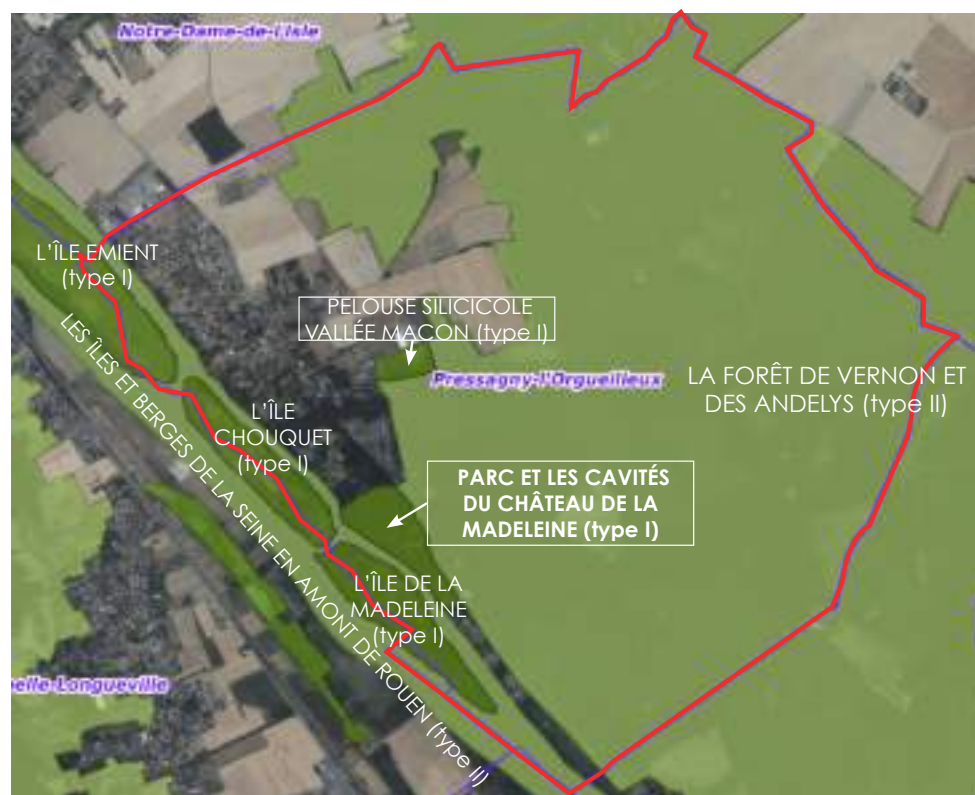 Notre-Dame-de-l'Isle
L'ÎLE EMIENT
(type I)
PELOUSE SILICICOLE
VALLÉE MACON (type I)
Pressagny-l'Orgueilleux
LA FORÊT DE VERNON ET
DES ANDELYS (type II)
L'ÎLE
CHOUQUET
(type I)
LES ÎLES ET BERGES DE LA SEINE EN AMONT DE ROUEN (type II)
PARC ET LES CAVITÉS
DU CHÂTEAU DE LA
MADELEINE (type I)
L'ÎLE DE LA
MADELEINE
(type I)
elle-Longueville